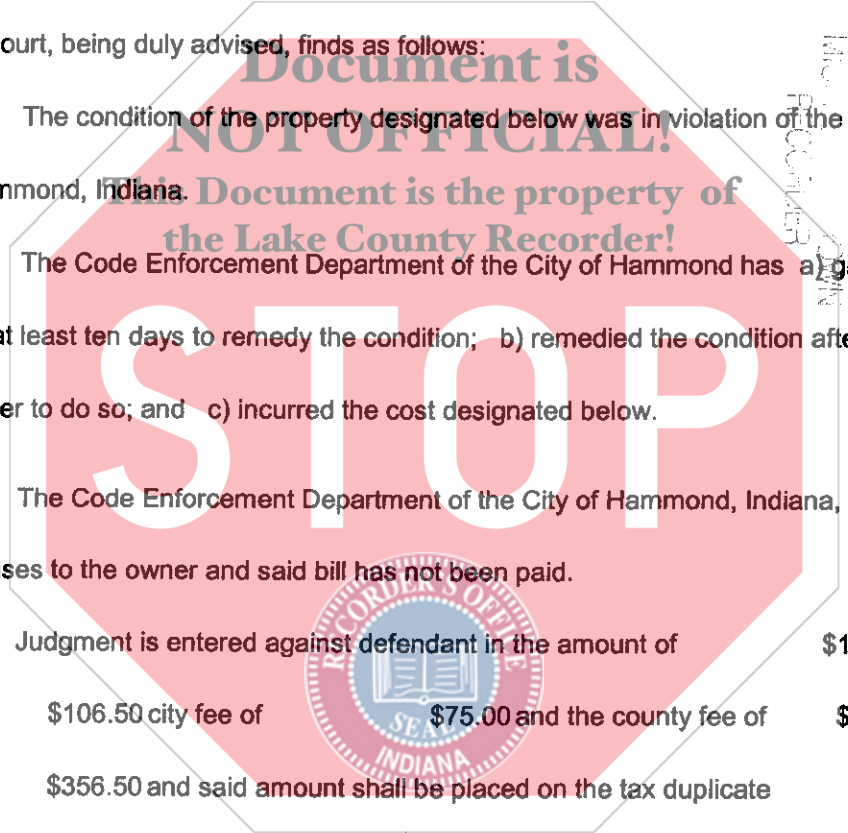 ourt, being duly advised, finds as follows:
Document is
The condition of the property designated below was in violation of the
NOT OFFICIAL!
mmond, Indiana.
This Document is the property of
the Lake County Recorder!
The Code Enforcement Department of the City of Hammond has a)
at least ten days to remedy the condition; b) remedied the condition afte
er to do so; and c) incurred the cost designated below.
STOP
The Code Enforcement Department of the City of Hammond, Indiana,
ses to the owner and said bill has not been paid.
RECORDER'S OFFICE
Judgment is entered against defendant in the amount of $1
$106.50 city fee of $75.00 and the county fee of $
SEAL
INDIANA
$356.50 and said amount shall be placed on the tax duplicate
RECORDER